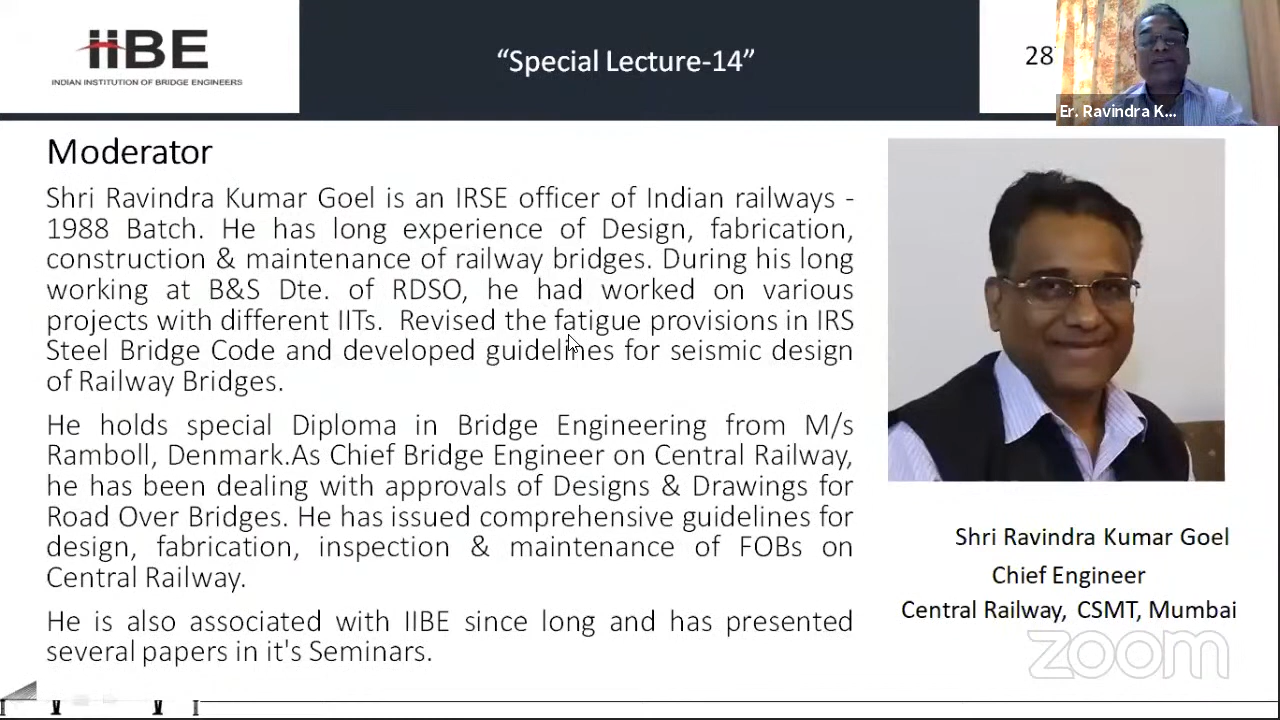 iiBE
INDIAN INSTITUTION OF BRIDGE ENGINEERS
“Special Lecture-14”
28
Er. Ravindra K...
Moderator
Shri Ravindra Kumar Goel is an IRSE officer of Indian railways -
1988 Batch. He has long experience of Design, fabrication,
construction & maintenance of railway bridges. During his long
working at B&S Dte. of RDSO, he had worked on various
projects with different IITs. Revised the fatigue provisions in IRS
Steel Bridge Code and developed guidelines for seismic design
of Railway Bridges.
He holds special Diploma in Bridge Engineering from M/s
Ramboll, Denmark.As Chief Bridge Engineer on Central Railway,
he has been dealing with approvals of Designs & Drawings for
Road Over Bridges. He has issued comprehensive guidelines for
design, fabrication, inspection & maintenance of FOBs on
Central Railway.
He is also associated with IIBE since long and has presented
several papers in it's Seminars.
Shri Ravindra Kumar Goel
Chief Engineer
Central Railway, CSMT, Mumbai
zoom